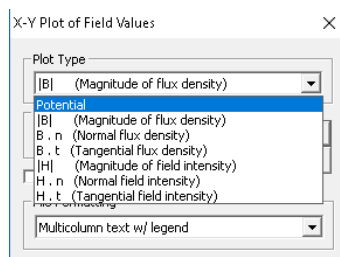 X-Y Plot of Field Values
Plot Type
|B| (Magnitude of flux density)
Potential
|B| (Magnitude of flux density)
B . n (Normal flux density)
B . t (Tangential flux density)
|H| (Magnitude of field intensity)
H . n (Normal field intensity)
H . t (Tangential field intensity)
Multicolumn text w/ legend